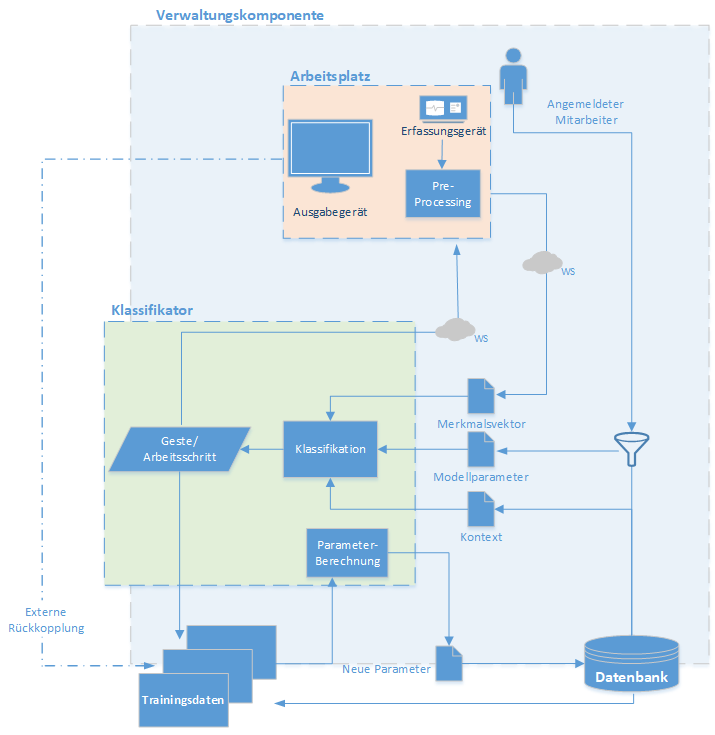 Verwaltungskomponente
Arbeitsplatz
Angemeldeter
Mitarbeiter
Erfassungsgerät
Pre-
Processing
Ausgabegerät
WS
Klassifikator
WS
Merkmalsvektor
Geste/
Arbeitsschritt
Klassifikation
Modellparameter
Kontext
Parameter-
Berechnung
Externe
Rückkopplung
Neue Parameter
Datenbank
Trainingsdaten